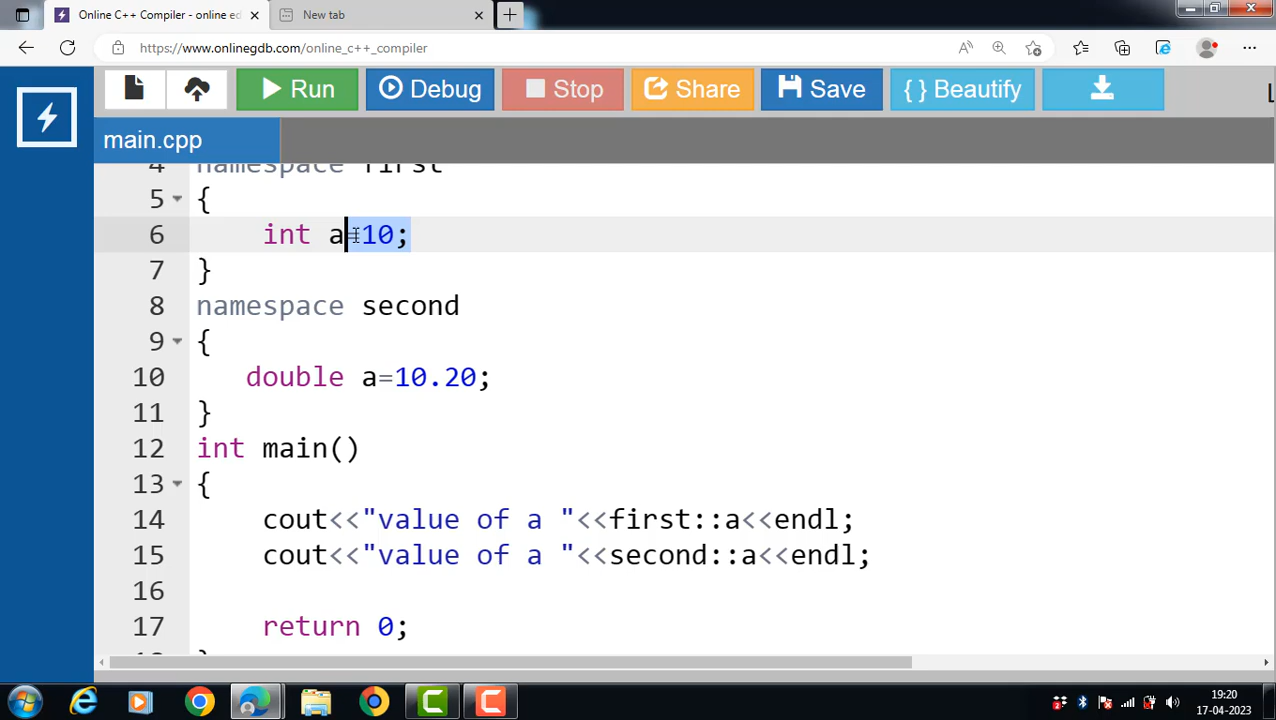 Online C++ Compiler - online ed
New tab
https://www.onlinegdb.com/online_c++_compiler
Run
Debug
Stop
Share
Save
{ } Beautify
main.cpp
4 namespace first
5 {
6 int a=10;
7 }
8 namespace second
9 {
10 double a=10.20;
11 }
12 int main()
13 {
14 cout<<"value of a "<<first::a<<endl;
15 cout<<"value of a "<<second::a<<endl;
16
17 return 0;
19:20
17-04-2023